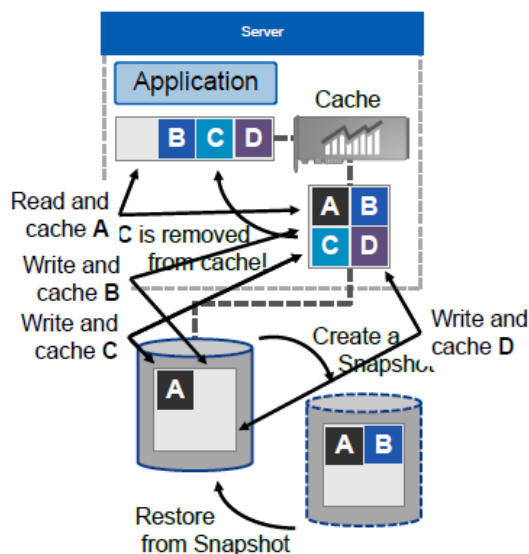 Server
Application
Cache
B C D
A B
C D
Read and
cache A
C is removed
from cache!
Write and
cache B
Write and
cache C
Create a
Snapshot
Write and
cache D
A
A B
Restore
from Snapshot